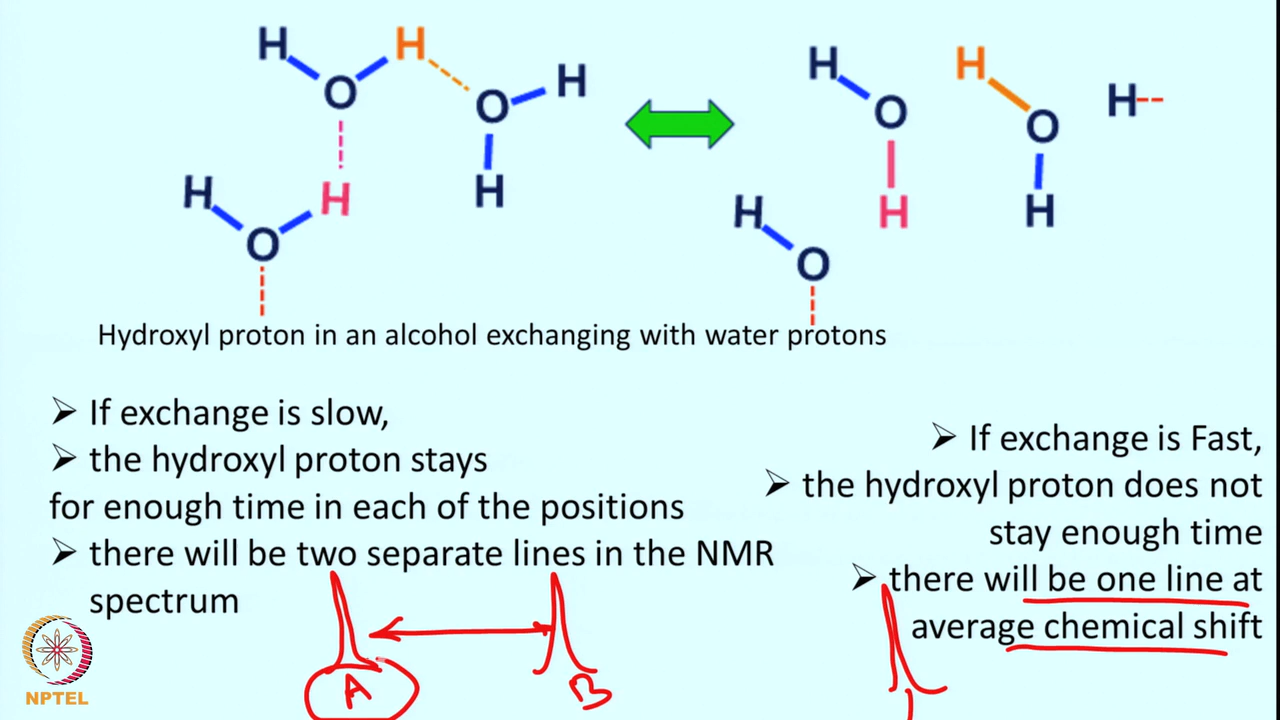 H H H
O O
H H H
O
H H H--
O O
H H H
O
Hydroxyl proton in an alcohol exchanging with water protons
➤ If exchange is slow,
➤ the hydroxyl proton stays
for enough time in each of the positions
➤ there will be two separate lines in the NMR
spectrum
➤ If exchange is Fast,
➤ the hydroxyl proton does not
stay enough time
➤ there will be one line at
average chemical shift
A B
NPTEL